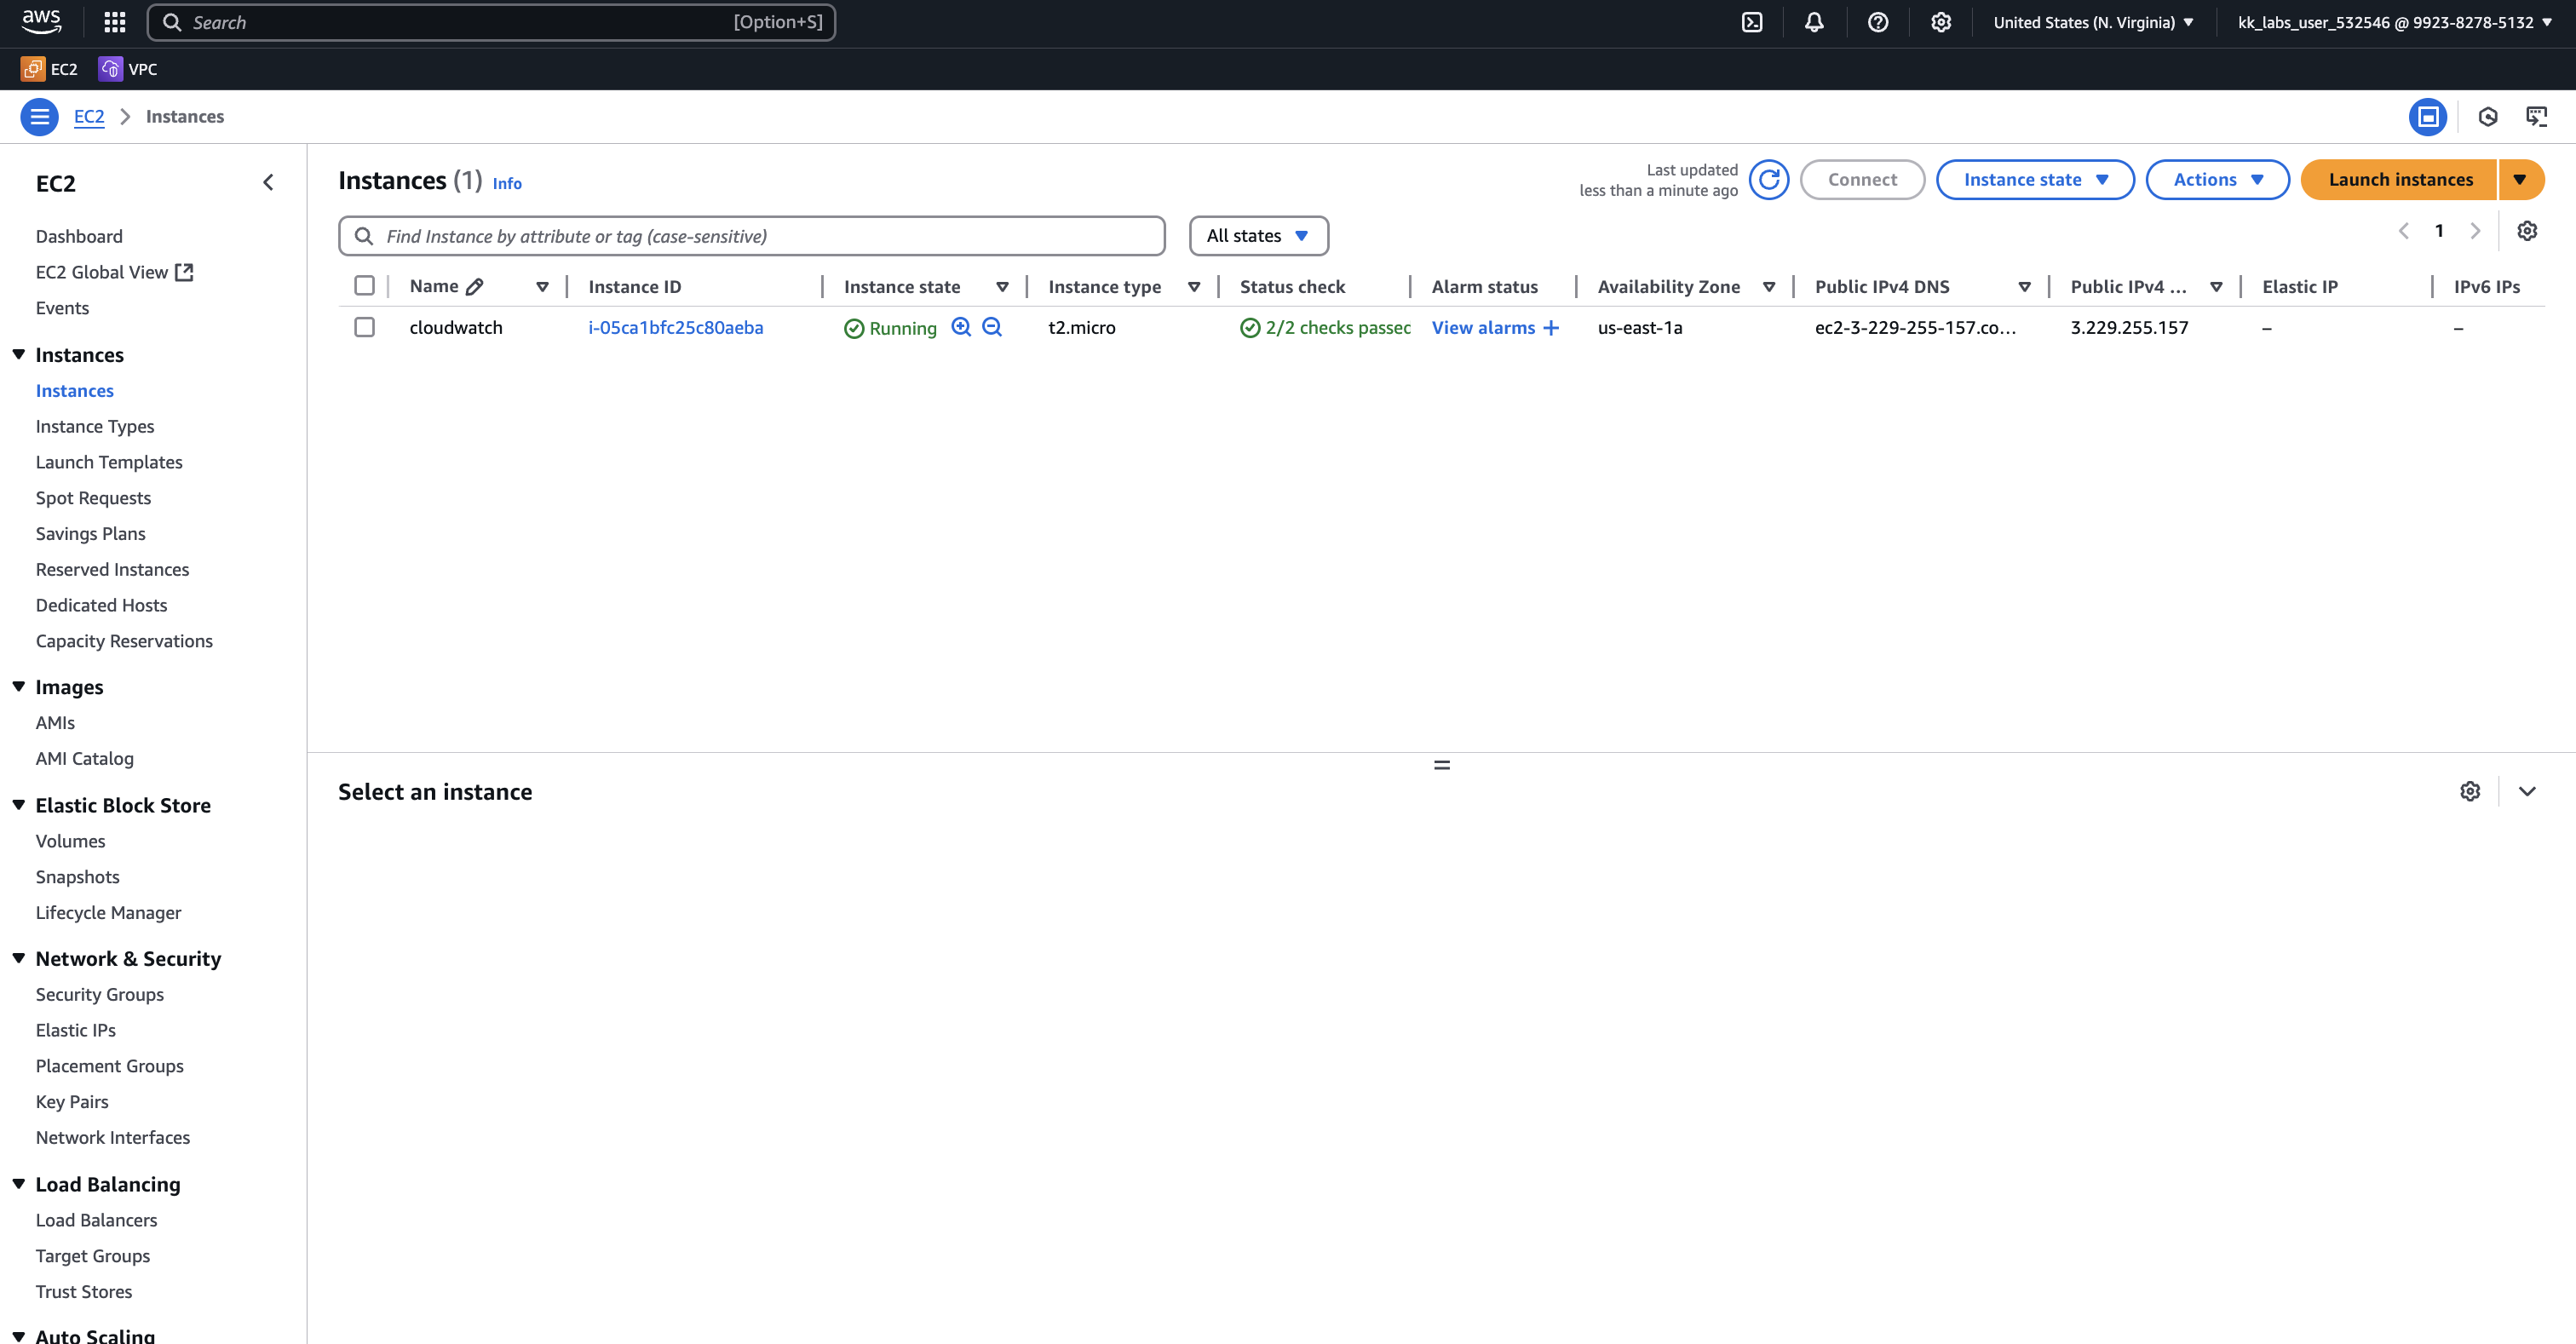 aws
Search [Option+S]
United States (N. Virginia)
kk_labs_user_532546 @ 9923-8278-5132
EC2 VPC
EC2 Instances
EC2
Dashboard
EC2 Global View
Events
Instances
Instances
Instance Types
Launch Templates
Spot Requests
Savings Plans
Reserved Instances
Dedicated Hosts
Capacity Reservations
Images
AMIs
AMI Catalog
Elastic Block Store
Volumes
Snapshots
Lifecycle Manager
Network & Security
Security Groups
Elastic IPs
Placement Groups
Key Pairs
Network Interfaces
Load Balancing
Load Balancers
Target Groups
Trust Stores
Auto Scaling
Instances (1) Info
Last updated
less than a minute ago
Connect
Instance state
Actions
Launch instances
Find Instance by attribute or tag (case-sensitive)
All states
1
Name Instance ID Instance state Instance type Status check Alarm status Availability Zone Public IPv4 DNS Public IPv4 ... Elastic IP IPv6 IPs
cloudwatch i-05ca1bfc25c80aeba Running t2.micro 2/2 checks passec View alarms + us-east-1a ec2-3-229-255-157.co... 3.229.255.157 – –
Select an instance